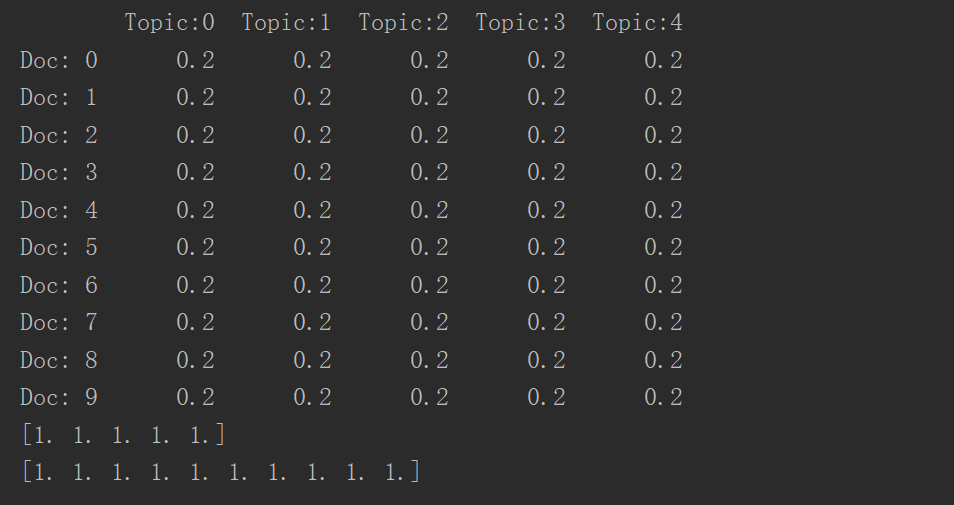 Topic:0 Topic:1 Topic:2 Topic:3 Topic:4
Doc: 0 0.2 0.2 0.2 0.2 0.2
Doc: 1 0.2 0.2 0.2 0.2 0.2
Doc: 2 0.2 0.2 0.2 0.2 0.2
Doc: 3 0.2 0.2 0.2 0.2 0.2
Doc: 4 0.2 0.2 0.2 0.2 0.2
Doc: 5 0.2 0.2 0.2 0.2 0.2
Doc: 6 0.2 0.2 0.2 0.2 0.2
Doc: 7 0.2 0.2 0.2 0.2 0.2
Doc: 8 0.2 0.2 0.2 0.2 0.2
Doc: 9 0.2 0.2 0.2 0.2 0.2
[1. 1. 1. 1. 1.]
[1. 1. 1. 1. 1. 1. 1. 1. 1. 1.]